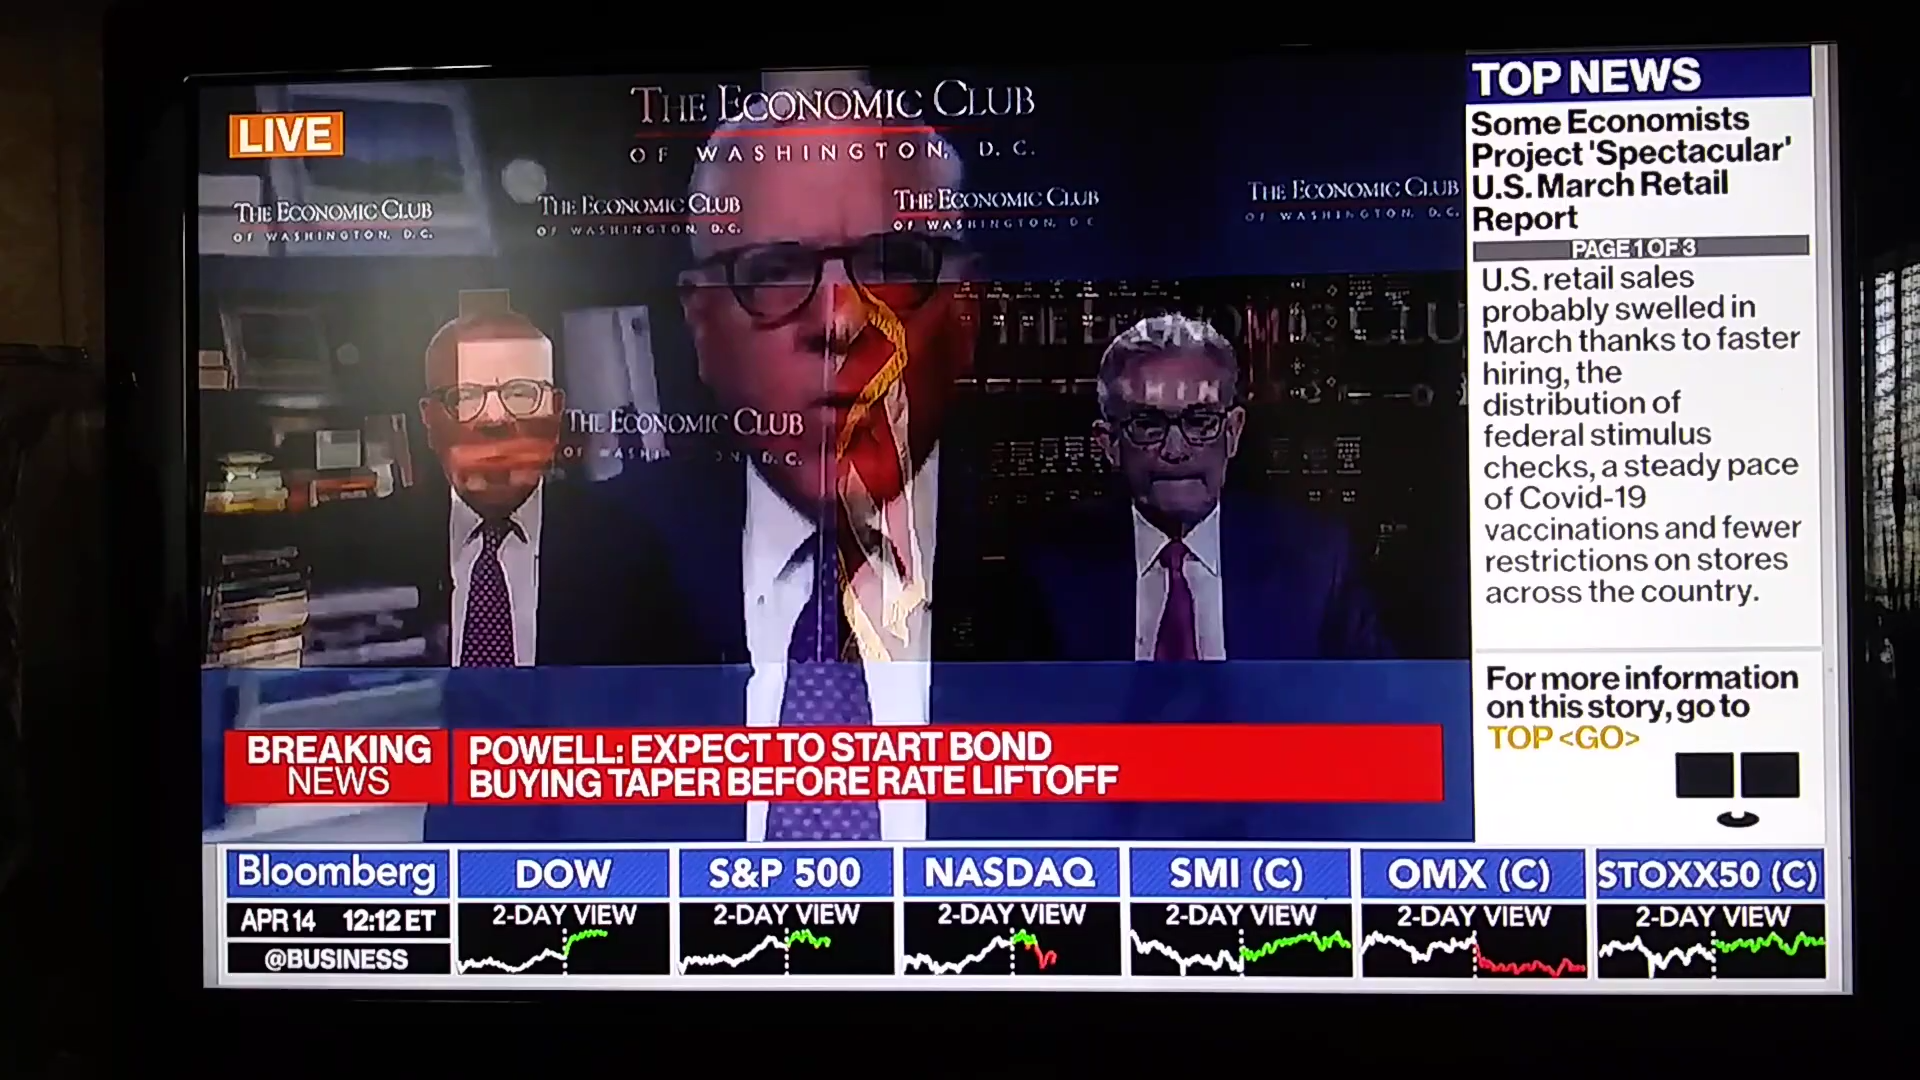 THE ECONOMIC CLUB
OF WASHINGTON, D. C.
LIVE
THE ECONOMIC CLUB
OF WASHINGTON, D.C.
THE ECONOMIC CLUB
OF WASHINGTON, D.C.
THE ECONOMIC CLUB
OF WASHINGTON, D C
THE ECONOMIC CLUB
OF WASHINGTON, D.C.
THE ECONOMIC CLUB
D.C.
BREAKING
NEWS
POWELL: EXPECT TO START BOND
BUYING TAPER BEFORE RATE LIFTOFF
TOP NEWS
Some Economists
Project 'Spectacular'
U.S. March Retail
Report
PAGE 1 OF 3
U.S. retail sales
probably swelled in
March thanks to faster
hiring, the
distribution of
federal stimulus
checks, a steady pace
of Covid-19
vaccinations and fewer
restrictions on stores
across the country.
For more information
on this story, go to
TOP <GO>
Bloomberg
APR 14 12:12 ET
@BUSINESS
DOW
2-DAY VIEW
S&P 500
2-DAY VIEW
NASDAQ
2-DAY VIEW
SMI (C)
2-DAY VIEW
OMX (C)
2-DAY VIEW
STOXX50 (C)
2-DAY VIEW